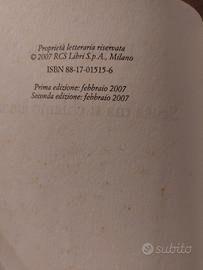 Proprietà letteraria riservata
© 2007 RCS Libri S.p.A., Milano
ISBN 88-17-01515-6
Prima edizione: febbraio 2007
Seconda edizione: febbraio 2007
subito